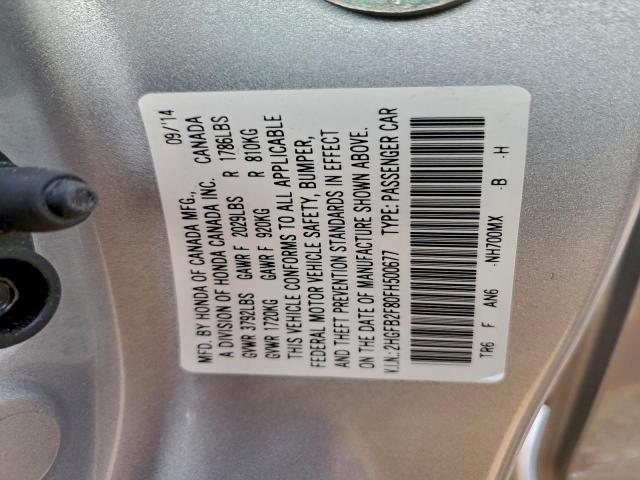 MFD. BY HONDA OF CANADA MFG., 09/14
A DIVISION OF HONDA CANADA INC. CANADA
GVWR 3792LBS GAWR F 2029LBS R 1786LBS
GVWR 1720KG GAWR F 920KG R 810KG
THIS VEHICLE CONFORMS TO ALL APPLICABLE
FEDERAL MOTOR VEHICLE SAFETY, BUMPER,
AND THEFT PREVENTION STANDARDS IN EFFECT
ON THE DATE OF MANUFACTURE SHOWN ABOVE.
V.I.N.: 2HGFB2F80FH500677 TYPE: PASSENGER CAR
TR6 F AN6 -NH700MX -B -H